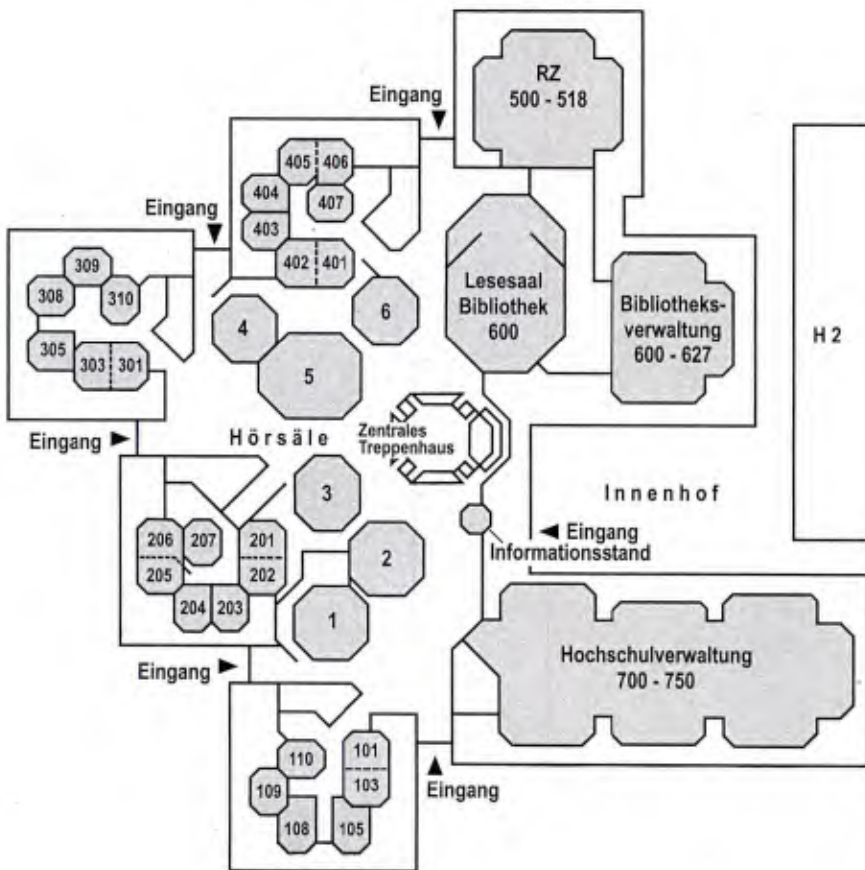 RZ
500 - 518
Eingang
405
406
404
407
403
Eingang
402
401
309
308
310
Lesesaal
Bibliothek
600
Bibliotheks-
verwaltung
600 - 627
H 2
4
6
305
303
301
5
Eingang
Hörsäle
Zentrales
Treppenhaus
3
Innenhof
206
207
201
205
202
2
Eingang
Informationsstand
204
203
1
Eingang
Hochschulverwaltung
700 - 750
110
101
109
103
108
105
Eingang